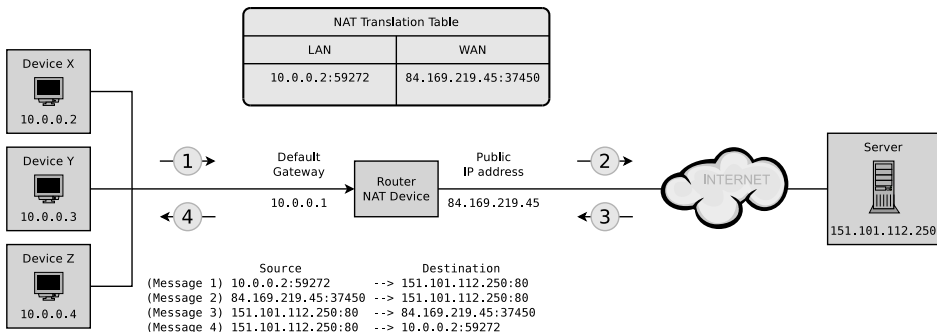 NAT Translation Table
LAN WAN
10.0.0.2:59272 84.169.219.45:37450
Device X
10.0.0.2
Device Y
10.0.0.3
Device Z
10.0.0.4
1
4
Default
Gateway
10.0.0.1
Router
NAT Device
Public
IP address
84.169.219.45
2
3
INTERNET
Server
151.101.112.250
Source Destination
(Message 1) 10.0.0.2:59272 --> 151.101.112.250:80
(Message 2) 84.169.219.45:37450 --> 151.101.112.250:80
(Message 3) 151.101.112.250:80 --> 84.169.219.45:37450
(Message 4) 151.101.112.250:80 --> 10.0.0.2:59272